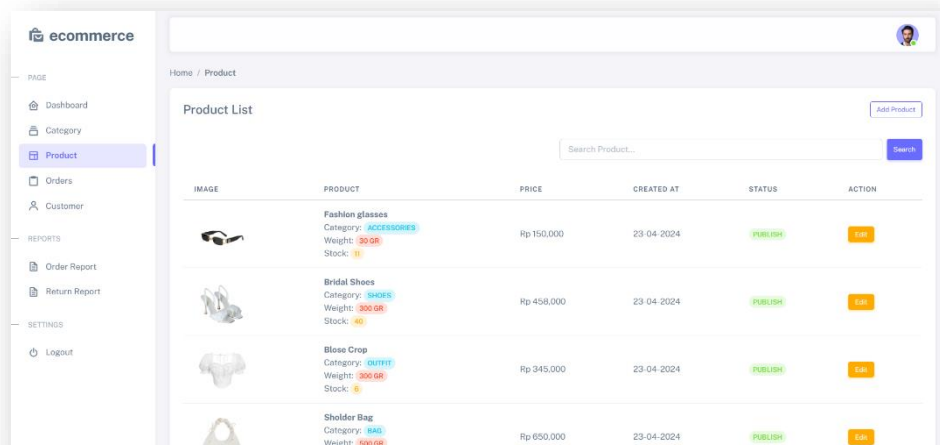 ecommerce
PAGE
Dashboard
Category
Product
Orders
Customer
REPORTS
Order Report
Return Report
SETTINGS
Logout
Home / Product
Product List
Add Product
Search Product...
Search
IMAGE PRODUCT PRICE CREATED AT STATUS ACTION
Fashion glasses
Category: ACCESSORIES
Weight: 30 GR
Stock: 11
Rp 150,000 23-04-2024 PUBLISH Edit
Bridal Shoes
Category: SHOES
Weight: 300 GR
Stock: 40
Rp 458,000 23-04-2024 PUBLISH Edit
Blose Crop
Category: OUTFIT
Weight: 300 GR
Stock: 6
Rp 345,000 23-04-2024 PUBLISH Edit
Sholder Bag
Category: BAG
Weight: 500 GR
Rp 650,000 23-04-2024 PUBLISH Edit